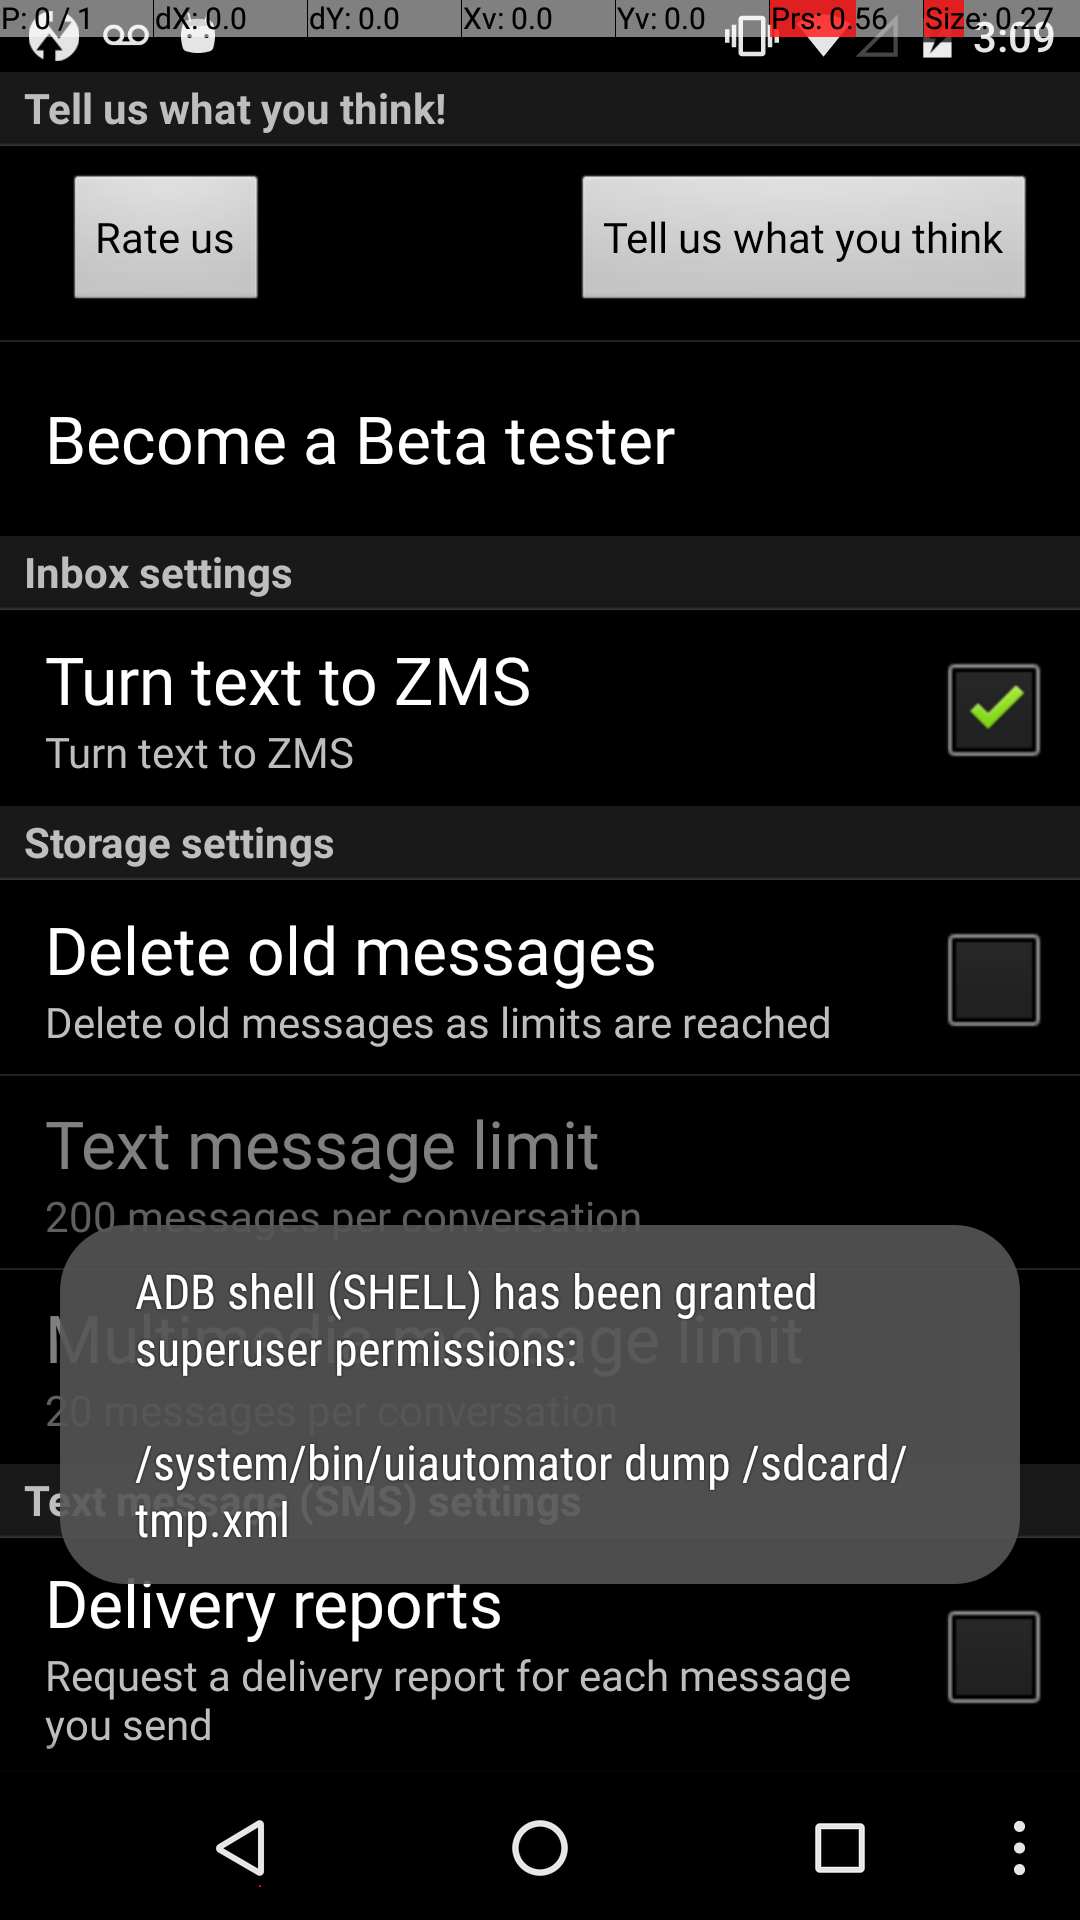 P: 0 / 1 dX: 0.0 dY: 0.0 Xv: 0.0 Yv: 0.0 Prs: 0.56 Size: 0.27
3:09
Tell us what you think!
Rate us
Tell us what you think
Become a Beta tester
Inbox settings
Turn text to ZMS
Turn text to ZMS
Storage settings
Delete old messages
Delete old messages as limits are reached
Text message limit
200 messages per conversation
Multimedia message limit
20 messages per conversation
ADB shell (SHELL) has been granted
superuser permissions:
/system/bin/uiautomator dump /sdcard/
tmp.xml
Text message (SMS) settings
Delivery reports
Request a delivery report for each message
you send